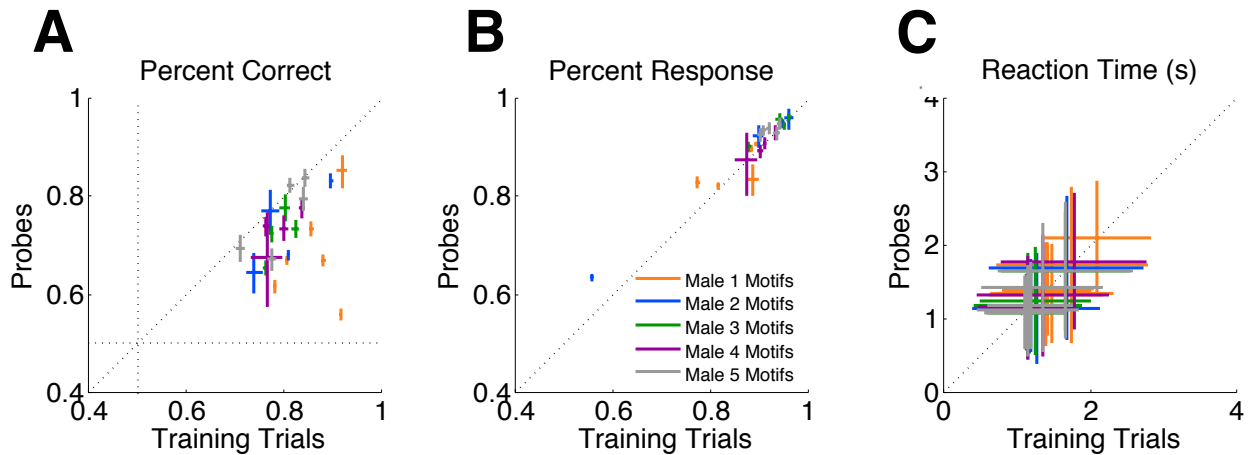 A
Percent Correct
1
0.8
0.6
0.4
Probes
0.4
0.6
0.8
1
Training Trials
B
Percent Response
1
0.8
0.6
0.4
Probes
Male 1 Motifs
Male 2 Motifs
Male 3 Motifs
Male 4 Motifs
Male 5 Motifs
0.4
0.6
0.8
1
Training Trials
C
Reaction Time (s)
4
3
2
1
0
Probes
0
2
4
Training Trials